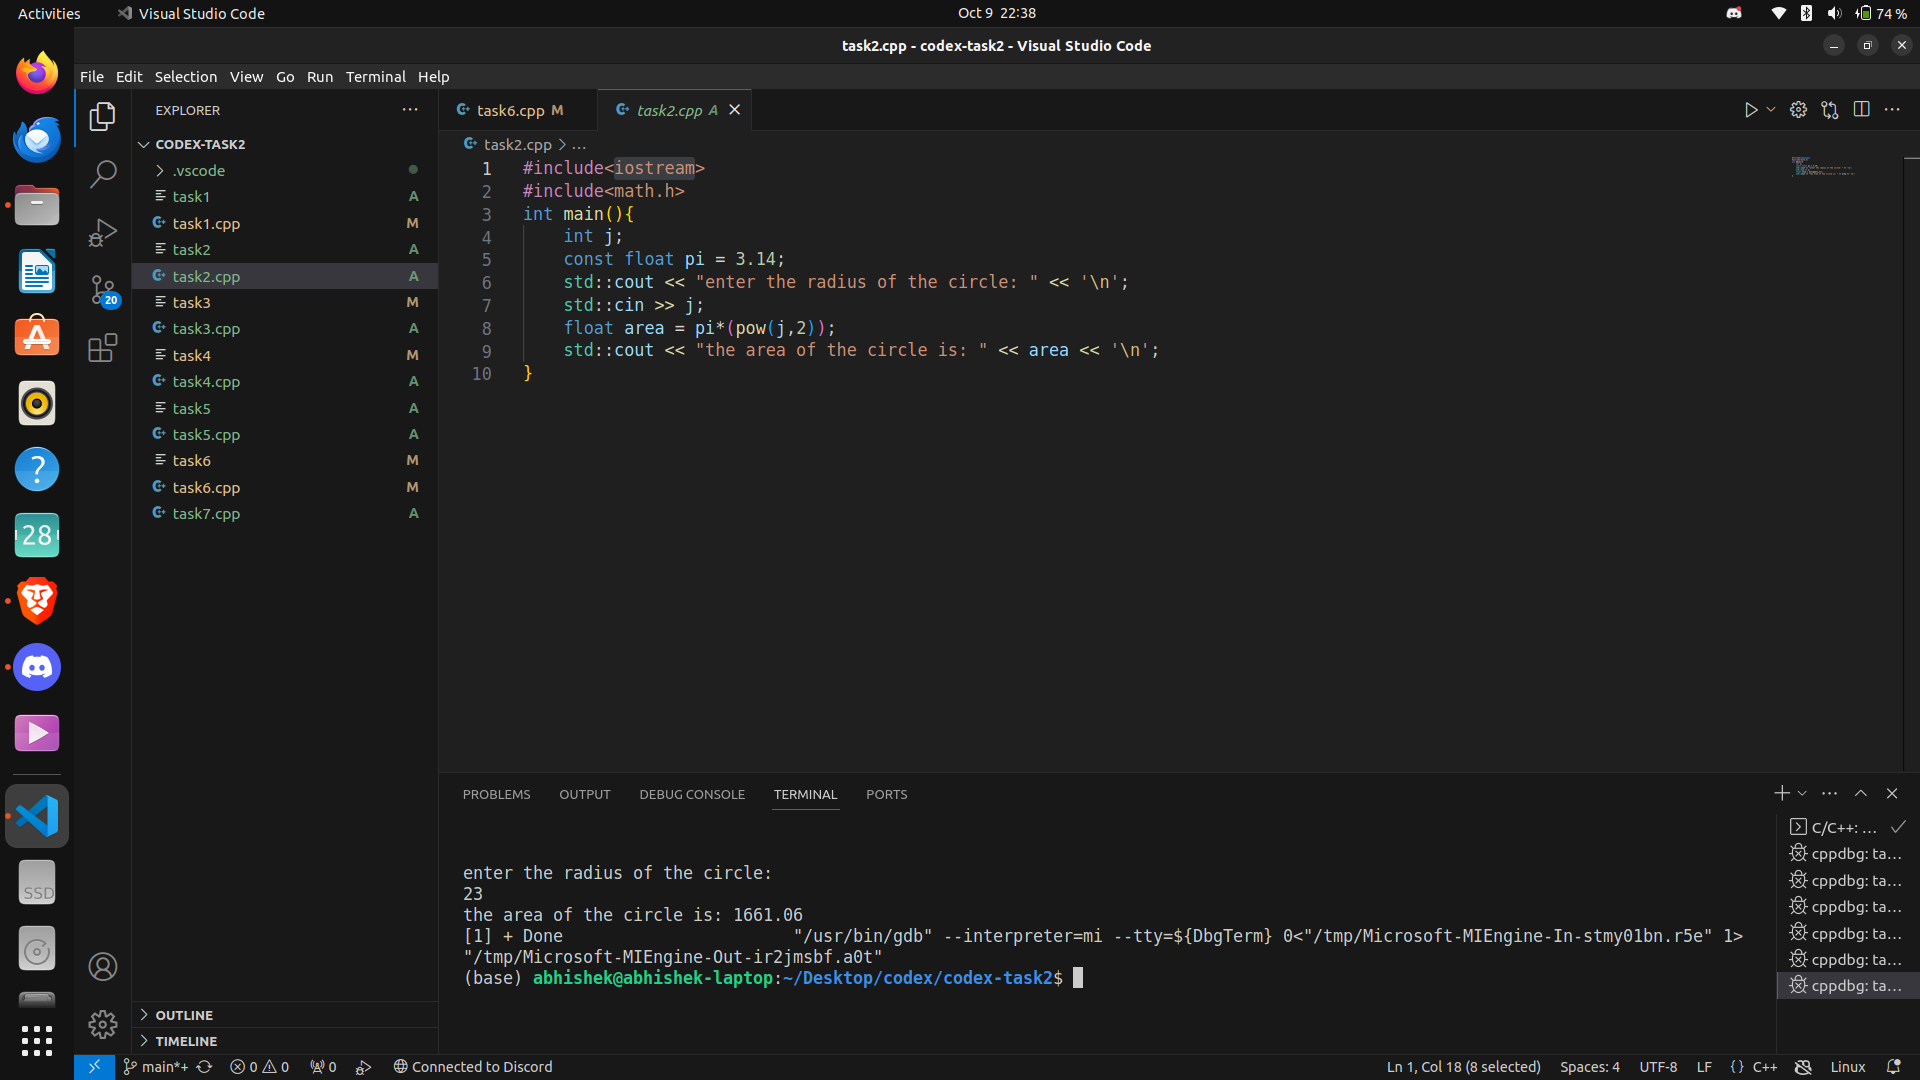 Activities Visual Studio Code Oct 9 22:38 74 %
task2.cpp - codex-task2 - Visual Studio Code
File Edit Selection View Go Run Terminal Help
EXPLORER
CODEX-TASK2
.vscode
task1 A
task1.cpp M
task2 A
task2.cpp A
task3 M
task3.cpp A
task4 M
task4.cpp A
task5 A
task5.cpp A
task6 M
task6.cpp M
task7.cpp A
OUTLINE
TIMELINE
20
28
SSD
task6.cpp M task2.cpp A
task2.cpp > ...
1 #include<iostream>
2 #include<math.h>
3 int main(){
4 int j;
5 const float pi = 3.14;
6 std::cout << "enter the radius of the circle: " << '\n';
7 std::cin >> j;
8 float area = pi*(pow(j,2));
9 std::cout << "the area of the circle is: " << area << '\n';
10 }
PROBLEMS OUTPUT DEBUG CONSOLE TERMINAL PORTS
enter the radius of the circle:
23
the area of the circle is: 1661.06
[1] + Done "/usr/bin/gdb" --interpreter=mi --tty=${DbgTerm} 0<"/tmp/Microsoft-MIEngine-In-stmy01bn.r5e" 1>
"/tmp/Microsoft-MIEngine-Out-ir2jmsbf.a0t"
(base) abhishek@abhishek-laptop:~/Desktop/codex/codex-task2$
C/C++: ...
cppdbg: ta...
cppdbg: ta...
cppdbg: ta...
cppdbg: ta...
cppdbg: ta...
cppdbg: ta...
main*+ 0 0 0 Connected to Discord Ln 1, Col 18 (8 selected) Spaces: 4 UTF-8 LF {} C++ Linux